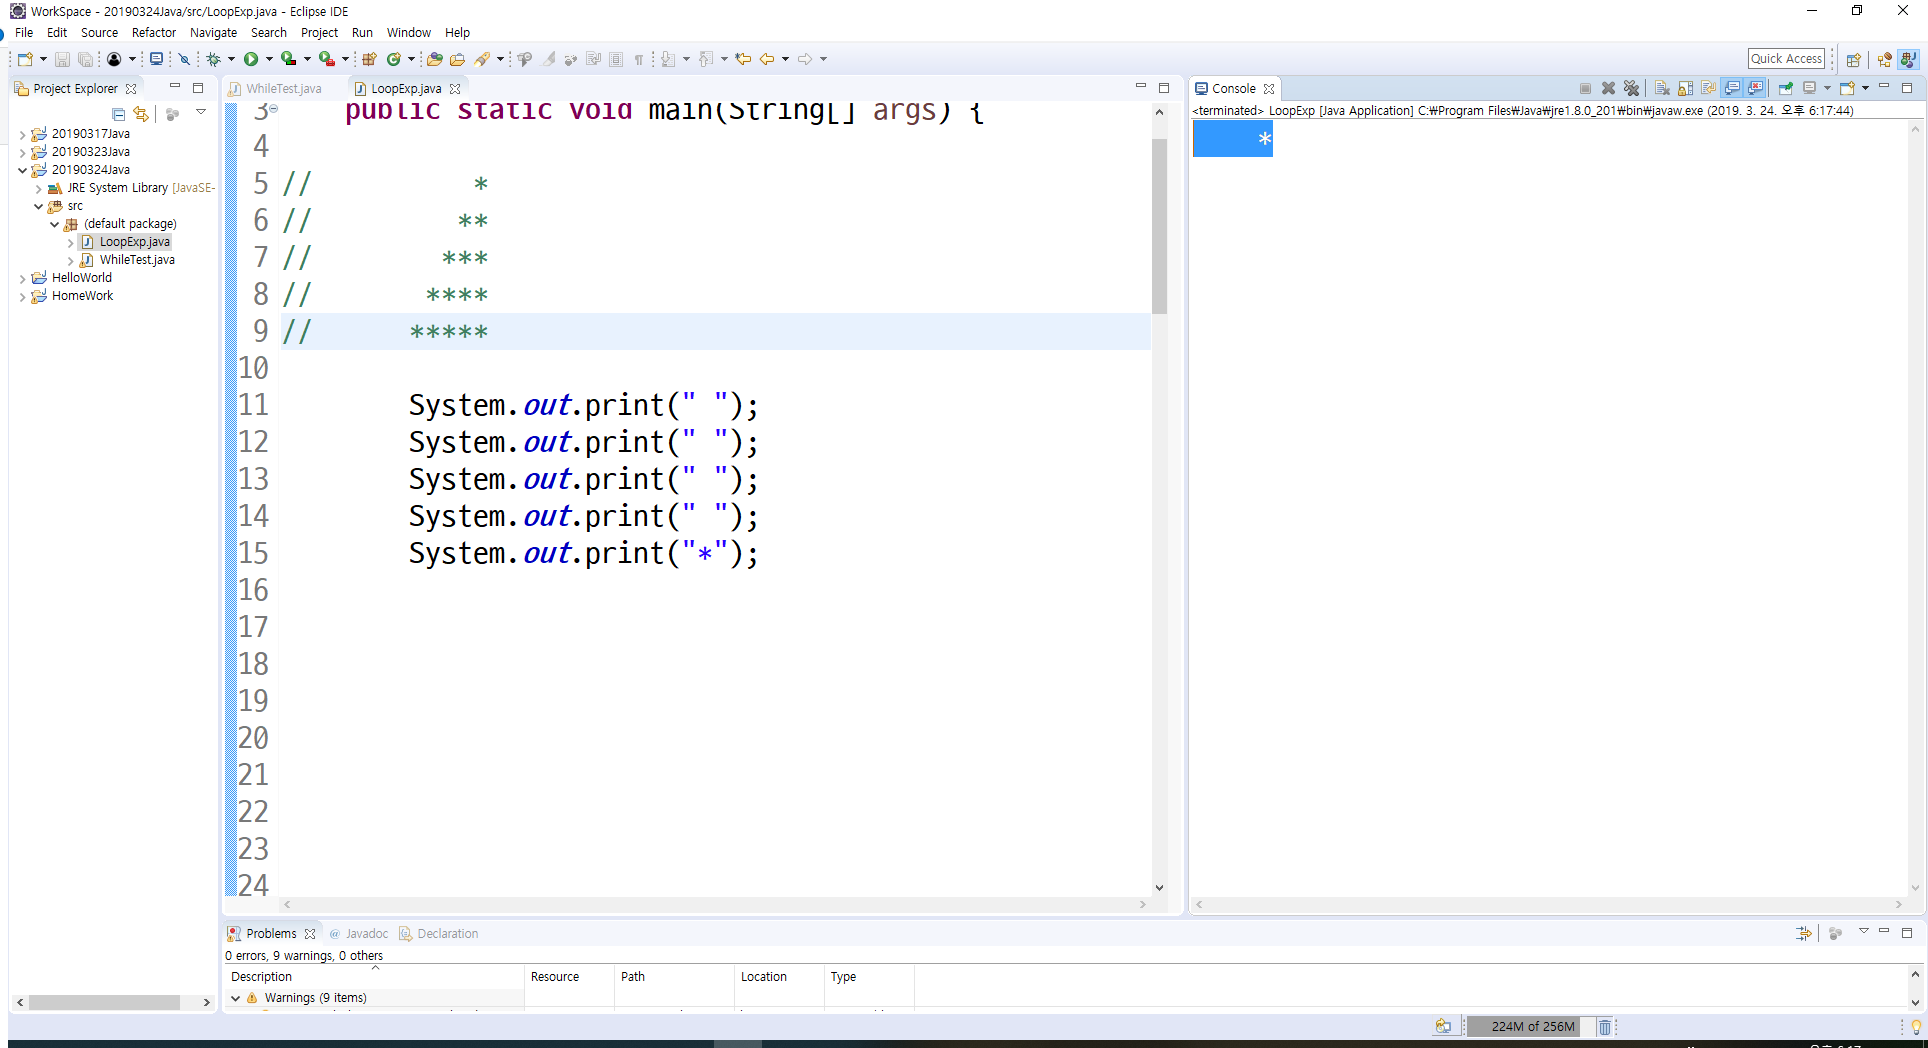 WorkSpace - 20190324Java/src/LoopExp.java - Eclipse IDE
File Edit Source Refactor Navigate Search Project Run Window Help
Quick Access
Project Explorer
20190317Java
20190323Java
20190324Java
JRE System Library [JavaSE-
src
(default package)
LoopExp.java
WhileTest.java
HelloWorld
HomeWork
WhileTest.java LoopExp.java
3 public static void main(String[] args) {
4
5 //          *
6 //         **
7 //        ***
8 //       ****
9 //      *****
10
11 System.out.print(" ");
12 System.out.print(" ");
13 System.out.print(" ");
14 System.out.print(" ");
15 System.out.print("*");
16
17
18
19
20
21
22
23
24
Console
<terminated> LoopExp [Java Application] C:₩Program Files₩Java₩jre1.8.0_201₩bin₩javaw.exe (2019. 3. 24. 오후 6:17:44)
    *
Problems @ Javadoc Declaration
0 errors, 9 warnings, 0 others
Description Resource Path Location Type
Warnings (9 items)
224M of 256M